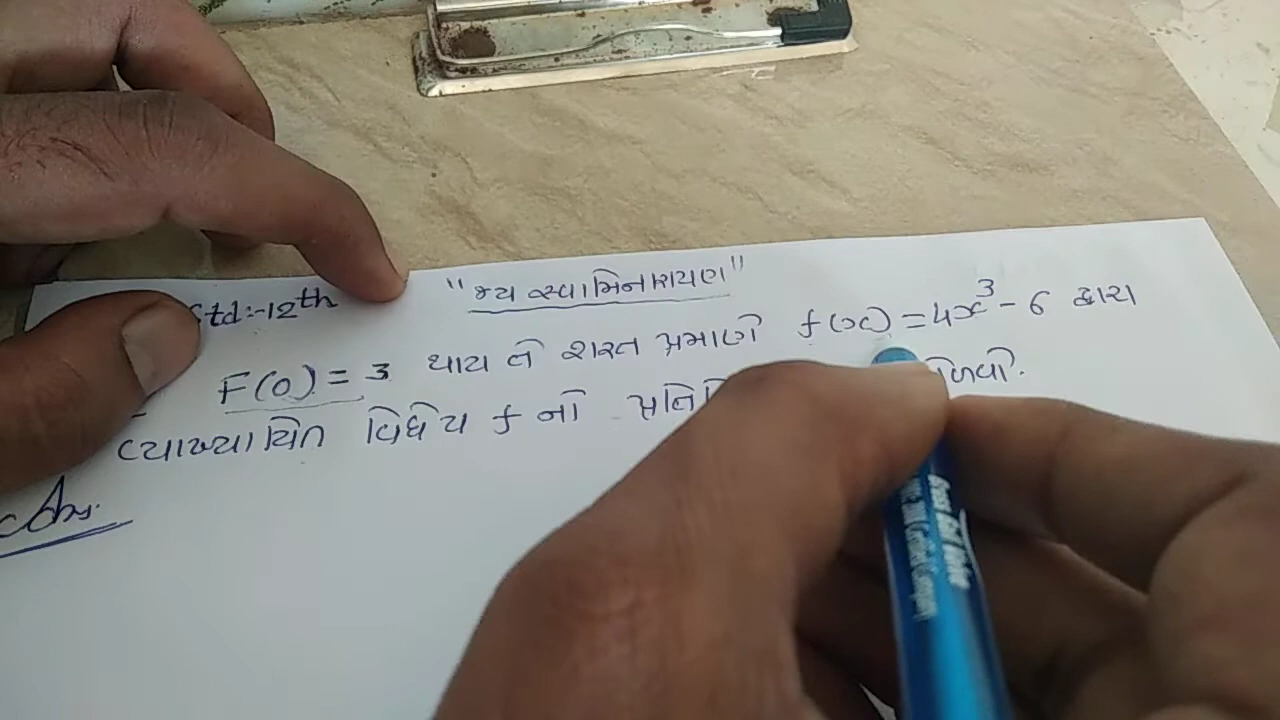 Std:-12th
"જય સ્વામિનારાયણ"
F(0) = 3 થાય તે શરત પ્રમાણે f(x) = 4x³ - 6 દ્વારા
વ્યાખ્યાયિત વિધેય f નો
Ans.